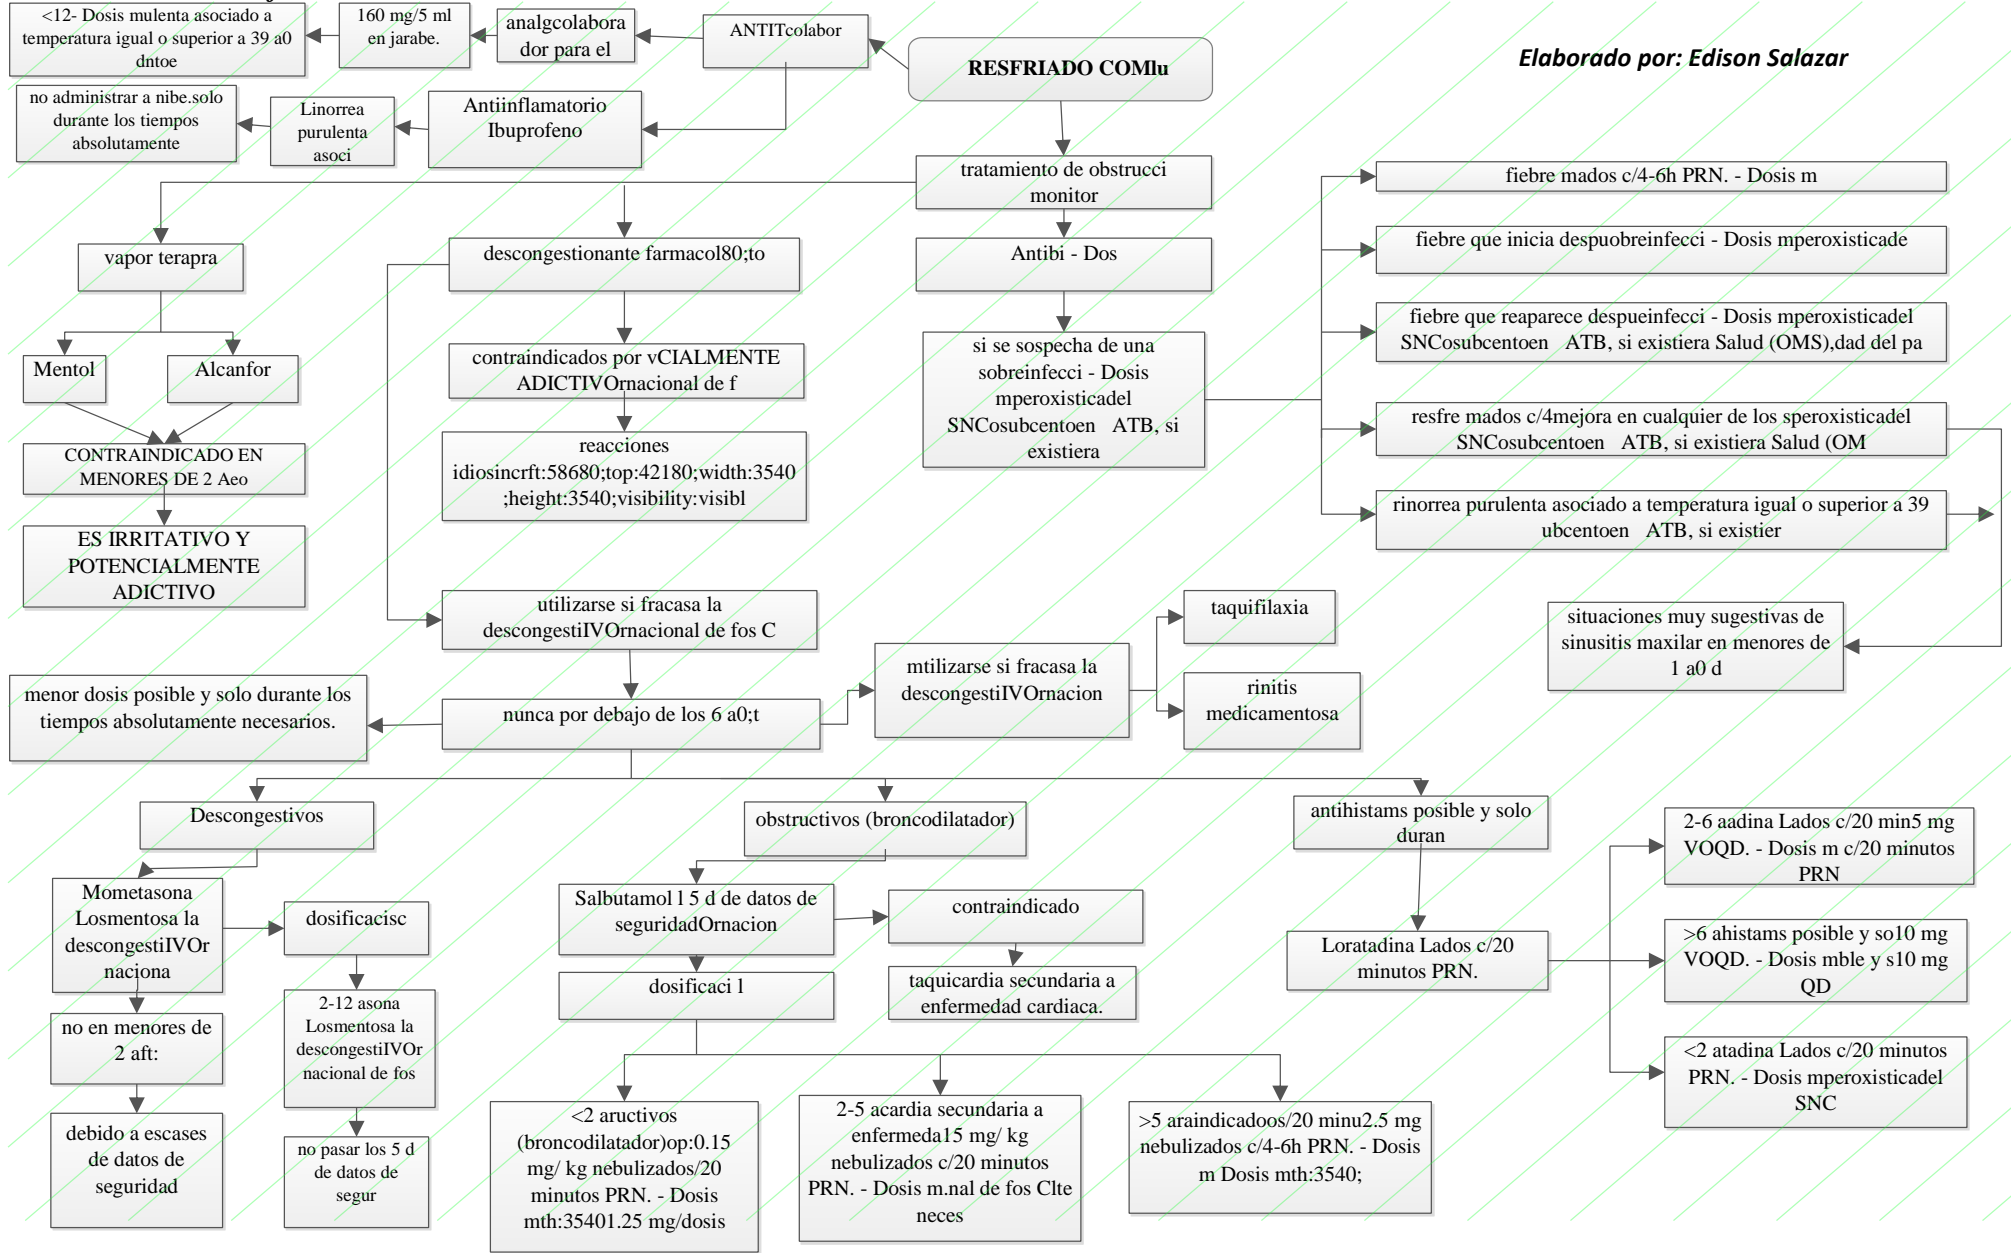 <12- Dosis mulenta asociado a
temperatura igual o superior a 39 a0
dntoe
160 mg/5 ml
en jarabe.
analgcolabora
dor para el
ANTITcolabor
RESFRIADO COMlu
Elaborado por: Edison Salazar
no administrar a nibe.solo
durante los tiempos
absolutamente
Linorrea
purulenta
asoci
Antiinflamatorio
Ibuprofeno
tratamiento de obstrucci
monitor
fiebre mados c/4-6h PRN. - Dosis m
vapor terapra
descongestionante farmacol80;to
Antibi - Dos
fiebre que inicia despuobreinfecci - Dosis mperoxisticade
Mentol
Alcanfor
contraindicados por vCIALMENTE
ADICTIVOrnacional de f
si se sospecha de una
sobreinfecci - Dosis
mperoxisticadel
SNCosubcentoen ATB, si
existiera
fiebre que reaparece despueinfecci - Dosis mperoxisticadel
SNCosubcentoen ATB, si existiera Salud (OMS),dad del pa
CONTRAINDICADO EN
MENORES DE 2 Aeo
reacciones
idiosincrft:58680;top:42180;width:3540
;height:3540;visibility:visibl
resfre mados c/4mejora en cualquier de los speroxisticadel
SNCosubcentoen ATB, si existiera Salud (OM
ES IRRITATIVO Y
POTENCIALMENTE
ADICTIVO
rinorrea purulenta asociado a temperatura igual o superior a 39
ubcentoen ATB, si existier
utilizarse si fracasa la
descongestiIVOrnacional de fos C
taquifilaxia
situaciones muy sugestivas de
sinusitis maxilar en menores de
1 a0 d
mtilizarse si fracasa la
descongestiIVOrnacion
menor dosis posible y solo durante los
tiempos absolutamente necesarios.
nunca por debajo de los 6 a0;t
rinitis
medicamentosa
Descongestivos
obstructivos (broncodilatador)
antihistams posible y solo
duran
2-6 aadina Lados c/20 min5 mg
VOQD. - Dosis m c/20 minutos
PRN
Mometasona
Losmentosa la
descongestiIVOr
naciona
dosificacisc
Salbutamol l 5 d de datos de
seguridadOrnacion
contraindicado
Loratadina Lados c/20
minutos PRN.
>6 ahistams posible y so10 mg
VOQD. - Dosis mble y s10 mg
QD
dosificaci l
taquicardia secundaria a
enfermedad cardiaca.
no en menores de
2 aft:
2-12 asona
Losmentosa la
descongestiIVOr
nacional de fos
<2 atadina Lados c/20 minutos
PRN. - Dosis mperoxisticadel
SNC
debido a escases
de datos de
seguridad
no pasar los 5 d
de datos de
segur
<2 aructivos
(broncodilatador)op:0.15
mg/ kg nebulizados/20
minutos PRN. - Dosis
mth:35401.25 mg/dosis
2-5 acardia secundaria a
enfermeda15 mg/ kg
nebulizados c/20 minutos
PRN. - Dosis m.nal de fos Clte
neces
>5 araindicadoos/20 minu2.5 mg
nebulizados c/4-6h PRN. - Dosis
m Dosis mth:3540;